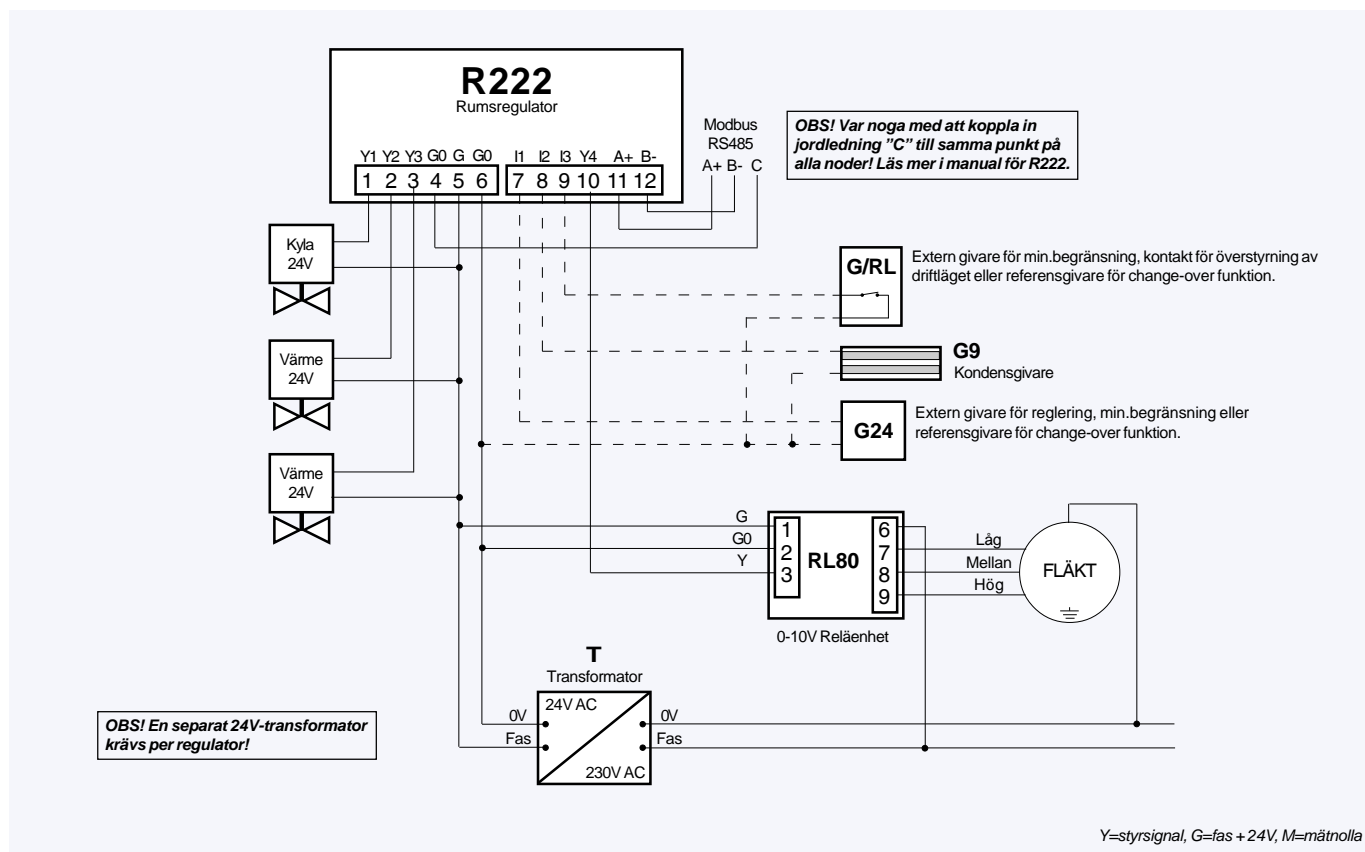 R222
Rumsregulator
Y1 Y2 Y3 G0 G G0 I1 I2 I3 Y4 A+ B-
1 2 3 4 5 6 7 8 9 10 11 12
Modbus
RS485
A+ B- C
OBS! Var noga med att koppla in
jordledning ”C” till samma punkt på
alla noder! Läs mer i manual för R222.
Kyla
24V
Värme
24V
Värme
24V
G/RL
Extern givare för min.begränsning, kontakt för överstyrning av
driftläget eller referensgivare för change-over funktion.
G9
Kondensgivare
G24
Extern givare för reglering, min.begränsning eller
referensgivare för change-over funktion.
G
G0
Y
1
2
3
RL80
6
7
8
9
Låg
Mellan
Hög
FLÄKT
0-10V Reläenhet
T
Transformator
24V AC
230V AC
0V
Fas
0V
Fas
OBS! En separat 24V-transformator
krävs per regulator!
Y=styrsignal, G=fas + 24V, M=mätnolla